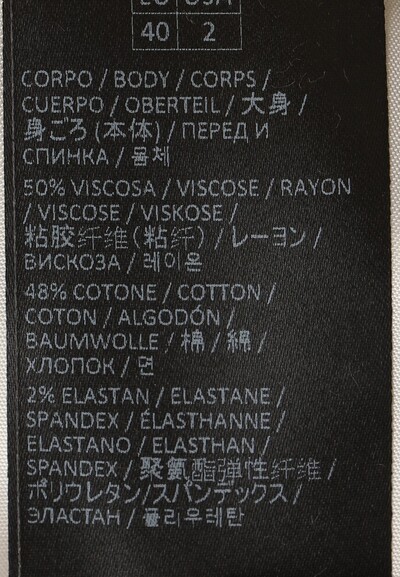 EU USA
40 2
CORPO / BODY / CORPS /
CUERPO / OBERTEIL / 大身 /
身ごろ (本体) / ПЕРЕД И
СПИНКА / 몸체
50% VISCOSA / VISCOSE / RAYON
/ VISCOSE / VISKOSE /
粘胶纤维(粘纤) / レーヨン /
ВИСКОЗА / 레이온
48% COTONE / COTTON /
COTON / ALGODÓN /
BAUMWOLLE / 棉 / 綿 /
ХЛОПОК / 면
2% ELASTAN / ELASTANE /
SPANDEX / ÉLASTHANNE /
ELASTANO / ELASTHAN /
SPANDEX / 聚氨酯弹性纤维 /
ポリウレタン/スパンデックス /
ЭЛАСТАН / 폴리우레탄